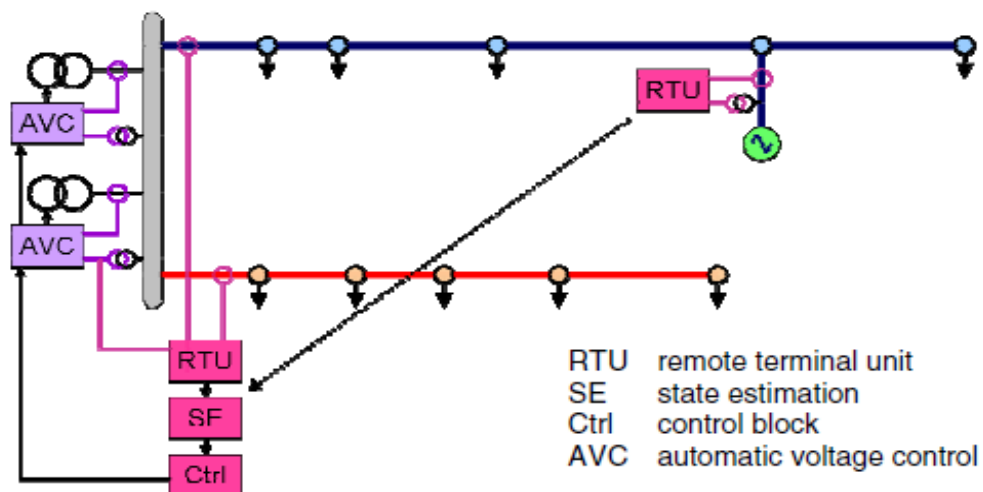 RTU
AVC
AVC
RTU
SE
Ctrl
RTU remote terminal unit
SE state estimation
Ctrl control block
AVC automatic voltage control